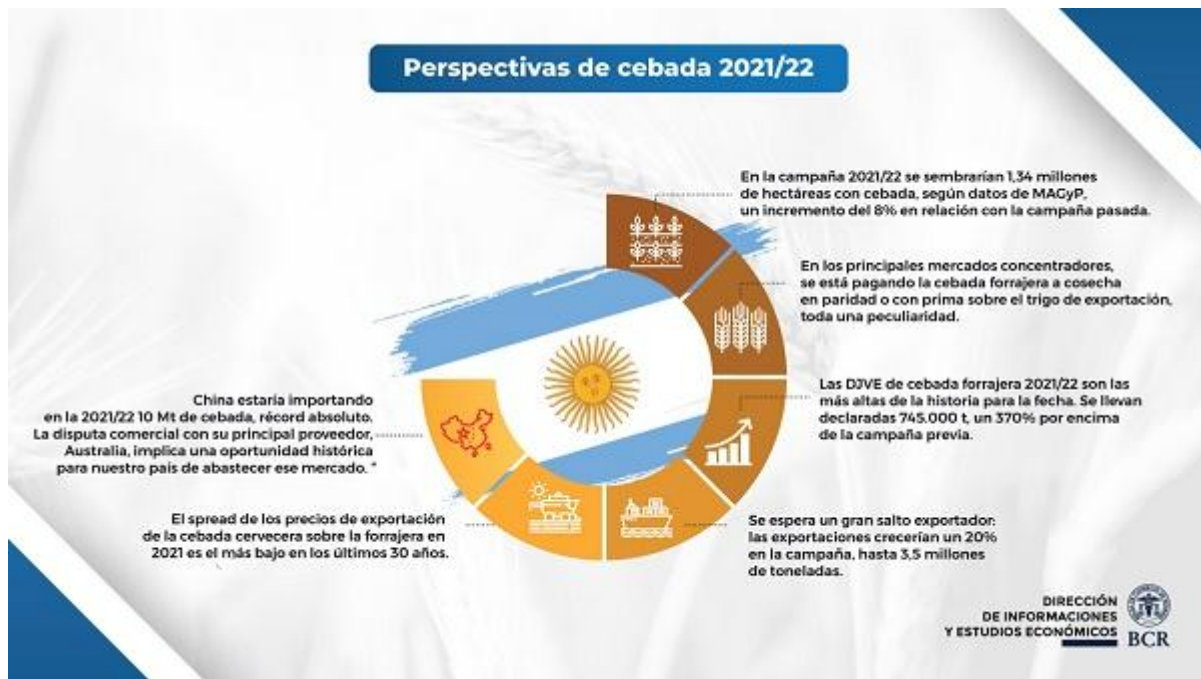 Perspectivas de cebada 2021/22
En la campaña 2021/22 se sembrarían 1,34 millones
de hectáreas con cebada, según datos de MAGyP,
un incremento del 8% en relación con la campaña pasada.
En los principales mercados concentradores,
se está pagando la cebada forrajera a cosecha
en paridad o con prima sobre el trigo de exportación,
toda una peculiaridad.
Las DJVE de cebada forrajera 2021/22 son las
más altas de la historia para la fecha. Se llevan
declaradas 745.000 t, un 370% por encima
de la campaña previa.
Se espera un gran salto exportador:
las exportaciones crecerían un 20%
en la campaña, hasta 3,5 millones
de toneladas.
El spread de los precios de exportación
de la cebada cervecera sobre la forrajera en
2021 es el más bajo en los últimos 30 años.
China estaría importando
en la 2021/22 10 Mt de cebada, récord absoluto.
La disputa comercial con su principal proveedor,
Australia, implica una oportunidad histórica
para nuestro país de abastecer ese mercado. "
DIRECCIÓN
DE INFORMACIONES
Y ESTUDIOS ECONÓMICOS
BCR